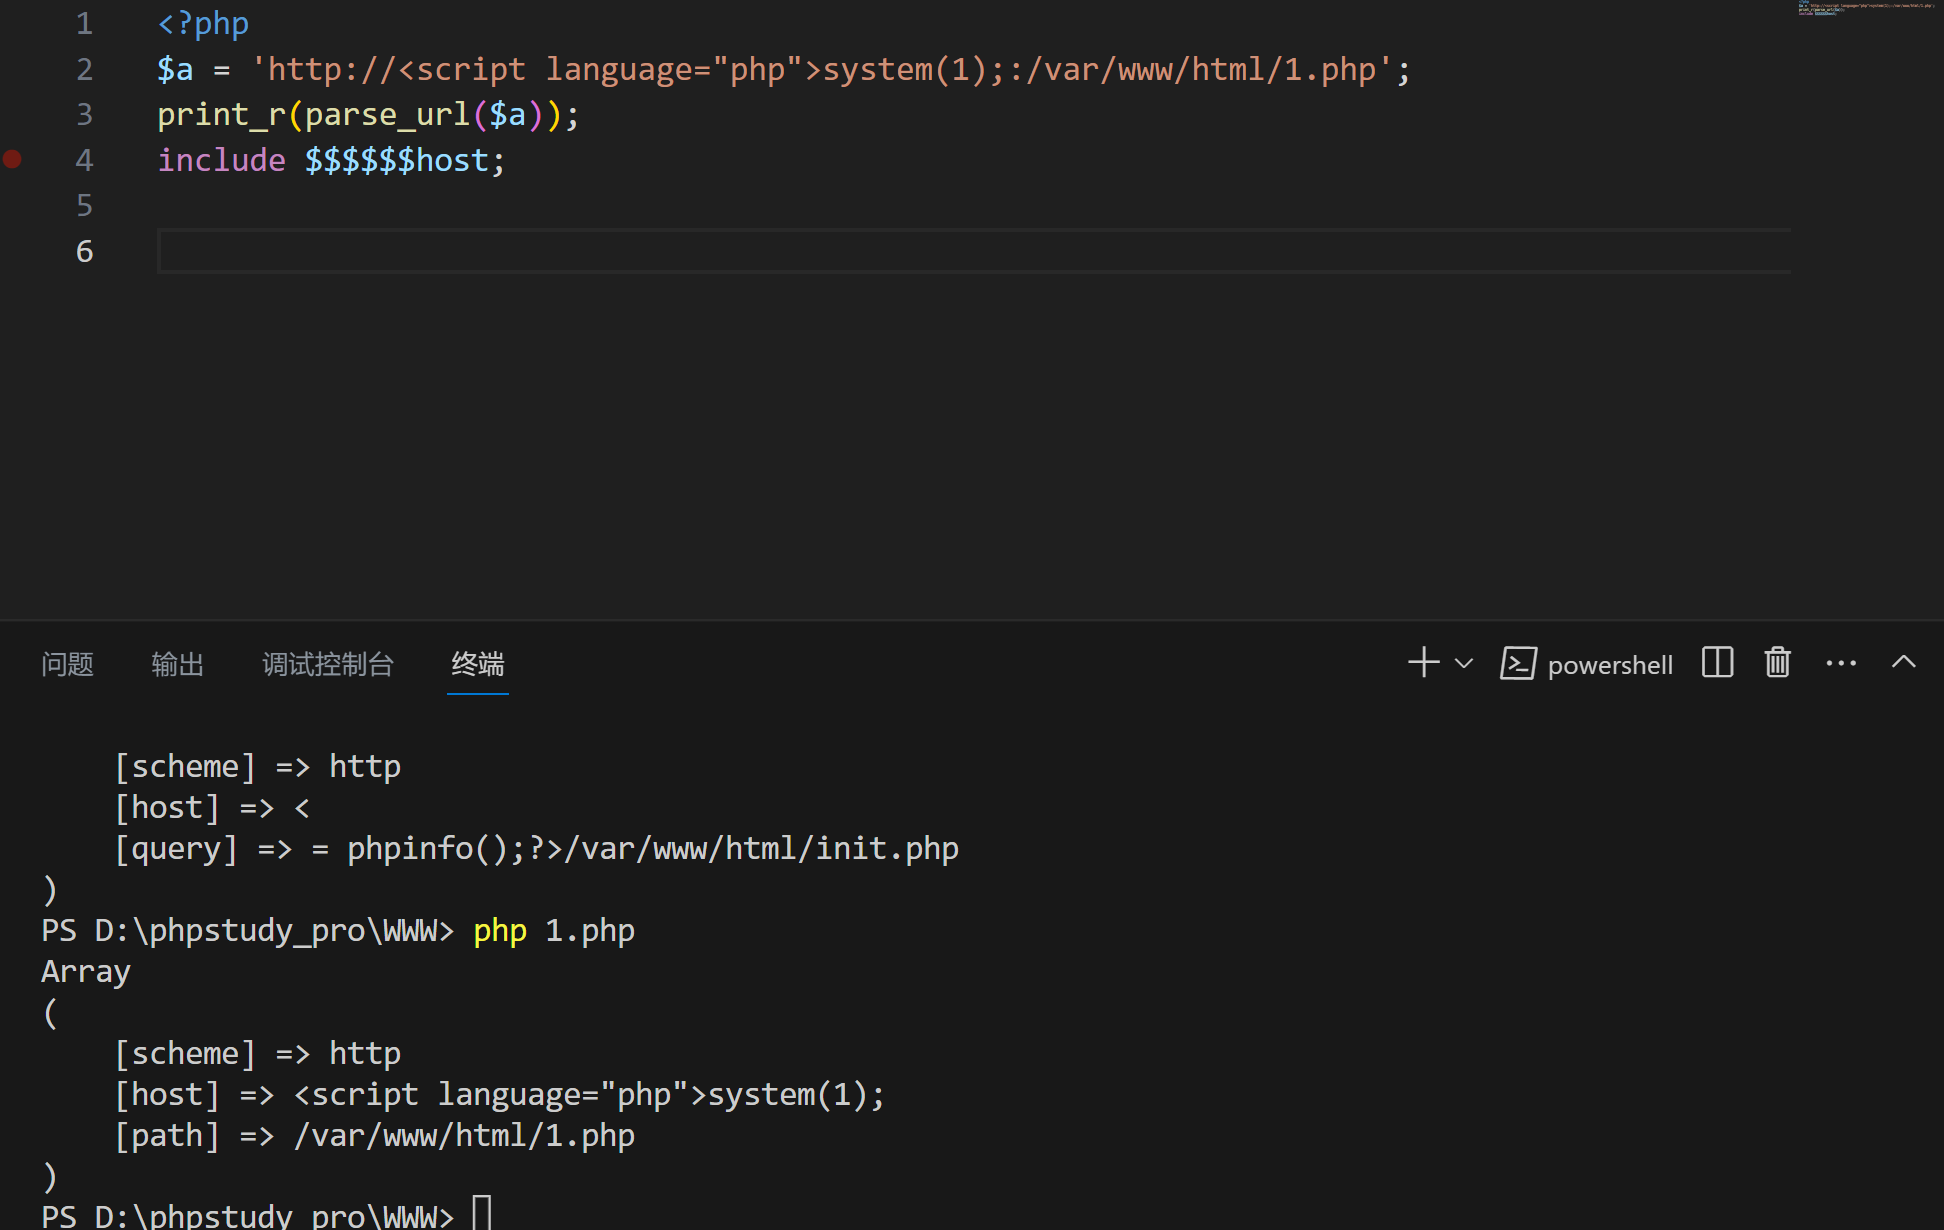 1 <?php
2 $a = 'http://<script language="php">system(1);:/var/www/html/1.php';
3 print_r(parse_url($a));
4 include $$$$$$host;
5
6
问题 输出 调试控制台 终端 powershell
[scheme] => http
[host] => <
[query] => = phpinfo();?>/var/www/html/init.php
)
PS D:\phpstudy_pro\WWW> php 1.php
Array
(
[scheme] => http
[host] => <script language="php">system(1);
[path] => /var/www/html/1.php
)
PS D:\phpstudy_pro\WWW>